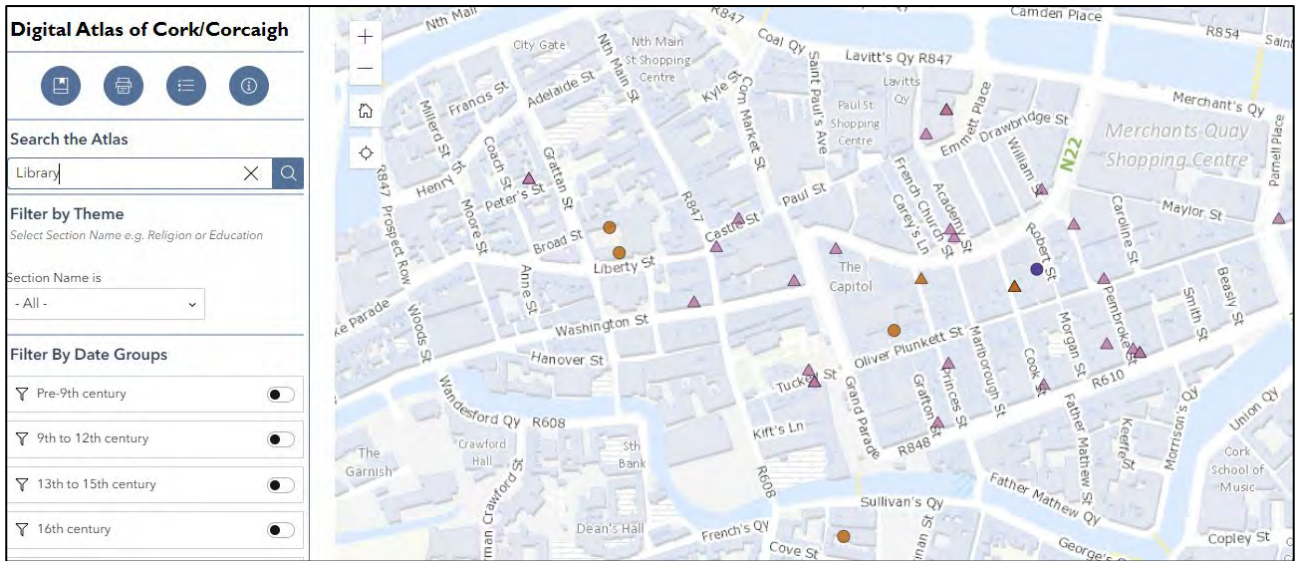 Digital Atlas of Cork/Corcaigh
Search the Atlas
Library
Filter by Theme
Select Section Name e.g. Religion or Education
Section Name is
- All -
Filter By Date Groups
Pre-9th century
9th to 12th century
13th to 15th century
16th century
Nth Mall
City Gate
Nth Main
St Shopping
Centre
R847
Coal Qy
Camden Place
R854
Lavitt's Qy R847
Lavitts
Qy
Merchant's Qy
Merchants Quay
Shopping Centre
Parnell Place
N22
Emmett Place
Drawbridge St
William St
Saint Paul's Ave
Paul St
Shopping
Centre
Kyle St
Corn Market St
Nth Main St
Adelaide St
Francis St
Millerd St
Coach St
Henry St
Peter's St
Grattan St
Moore St
Broad St
R847 Prospect Row
Liberty St
R847
Castle St
Paul St
French Church St
Carey's Ln
Academy St
Maylor St
Caroline St
Robert St
The
Capitol
Anne St
Washington St
Hanover St
Woods St
Oliver Plunkett St
Marlborough St
Cook St
Morgan St
Pembroke St
Smith St
Beasly St
R610
Tuckey St
Grand Parade
Grafton St
Princes St
Kift's Ln
R848
Father Mathew St
Keeffe St
Morrison's Qy
Union Qy
Wandesford Qy R608
Crawford
Hall
The
Garnish
Sth
Bank
R608
Cork
School of
Music
Father Mathew Qy
Sullivan's Qy
Dean's Hall
French's Qy
Cove St
Copley St